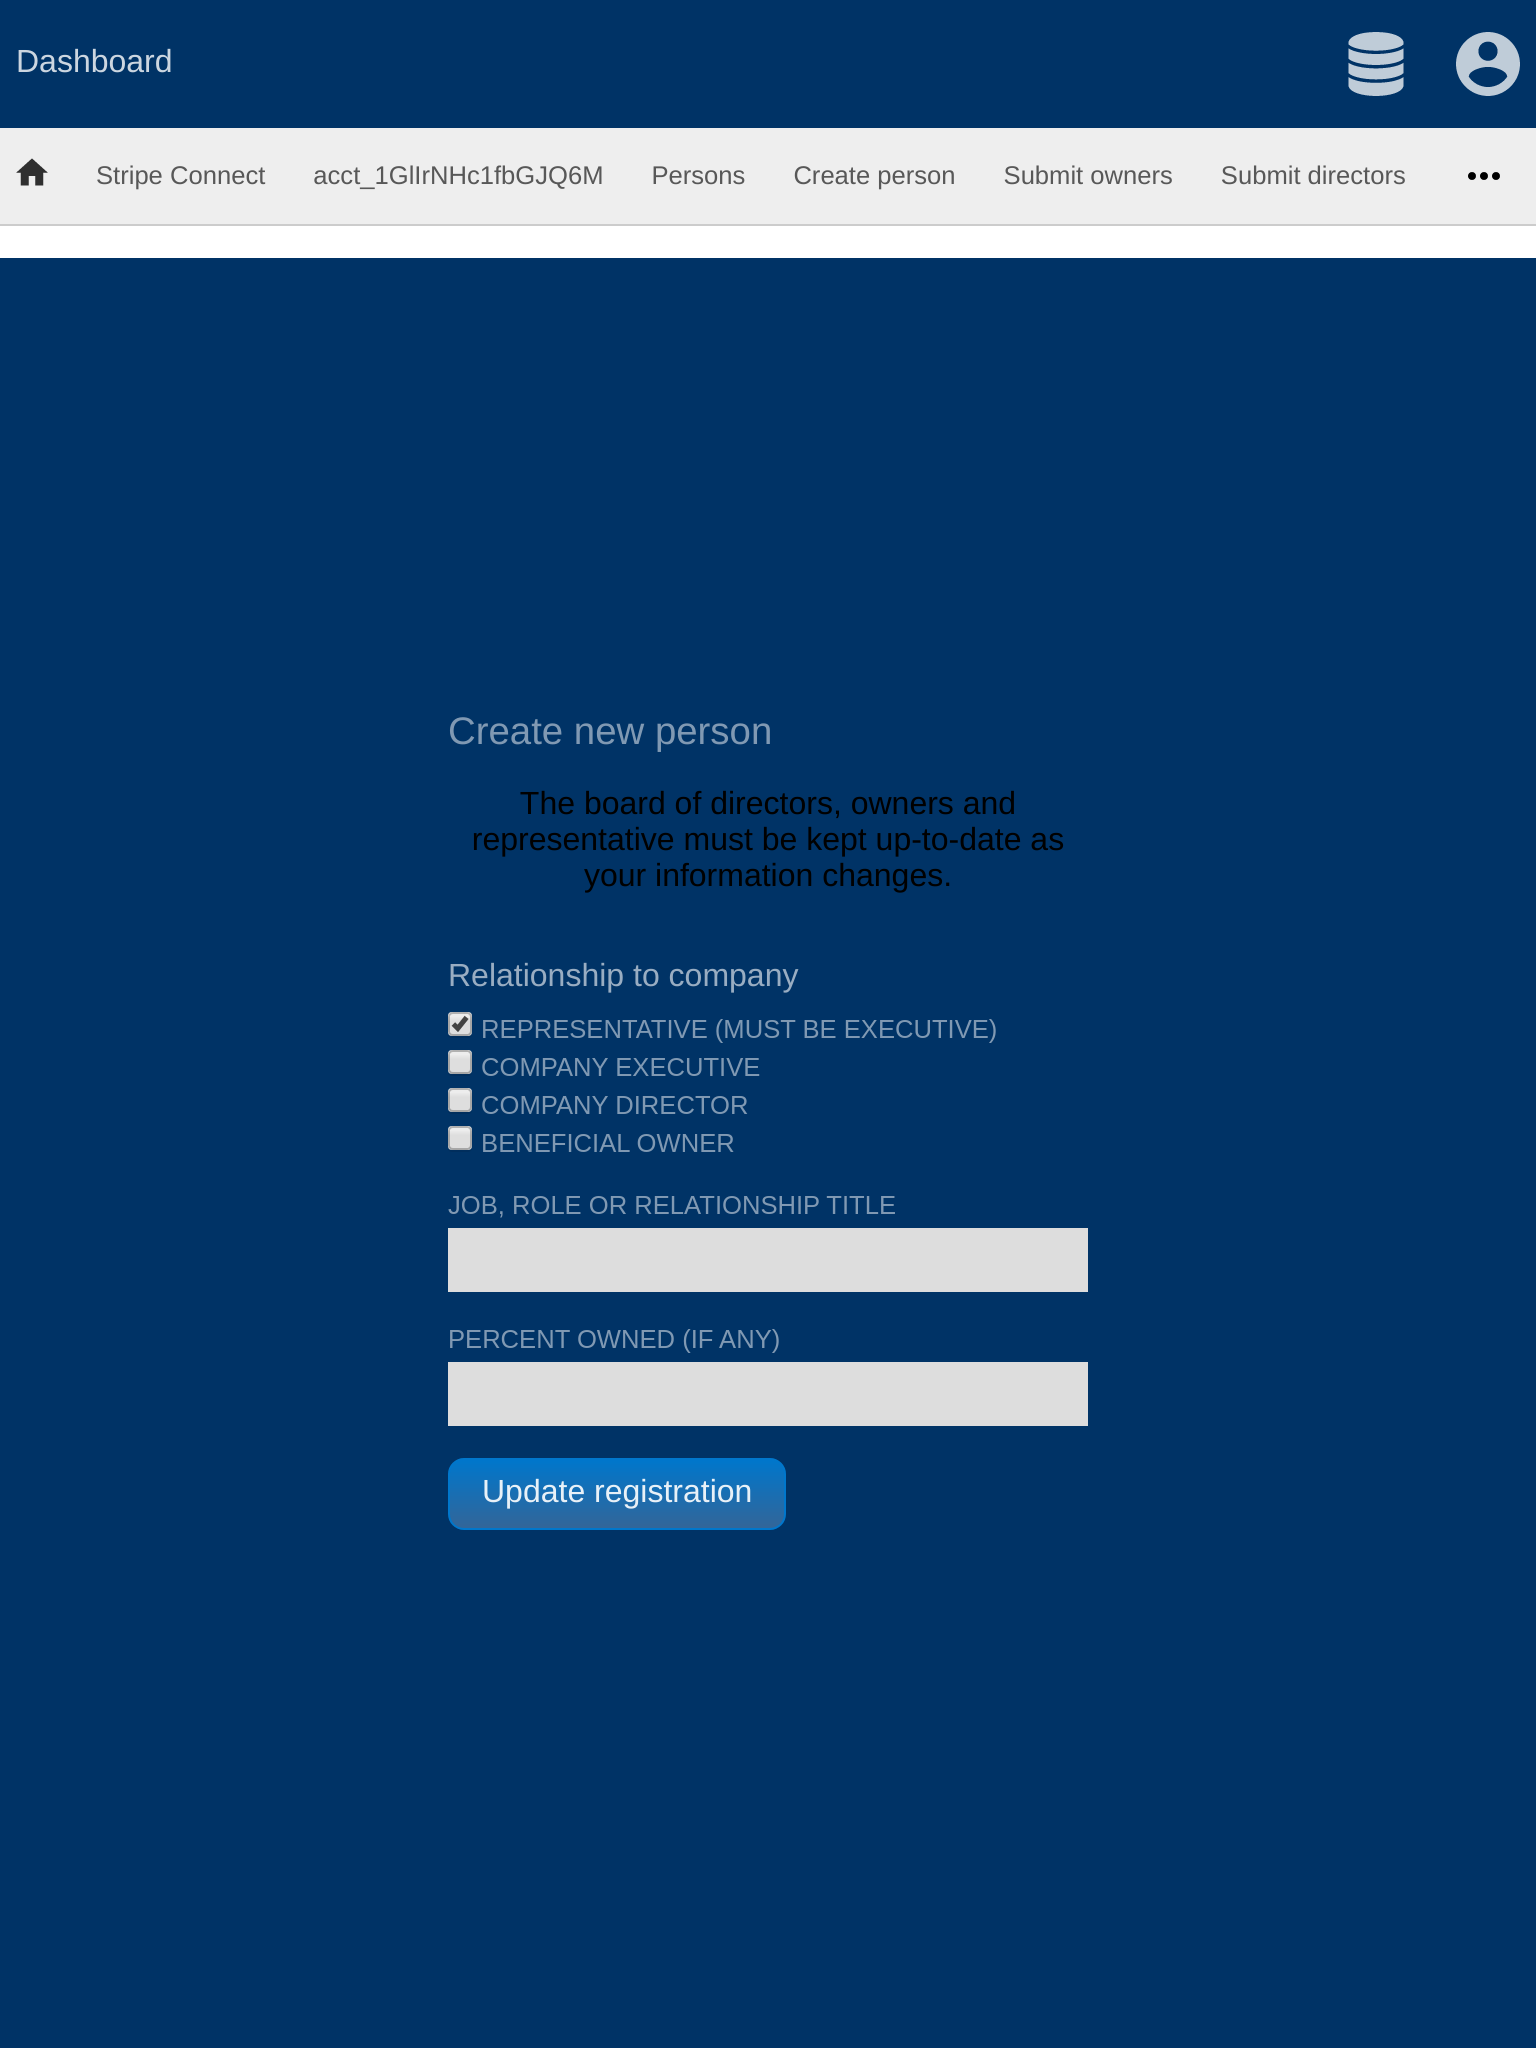 Dashboard
Stripe Connect acct_1GlIrNHc1fbGJQ6M Persons Create person Submit owners Submit directors
Create new person
The board of directors, owners and
representative must be kept up-to-date as
your information changes.
Relationship to company
REPRESENTATIVE (MUST BE EXECUTIVE)
COMPANY EXECUTIVE
COMPANY DIRECTOR
BENEFICIAL OWNER
JOB, ROLE OR RELATIONSHIP TITLE
PERCENT OWNED (IF ANY)
Update registration